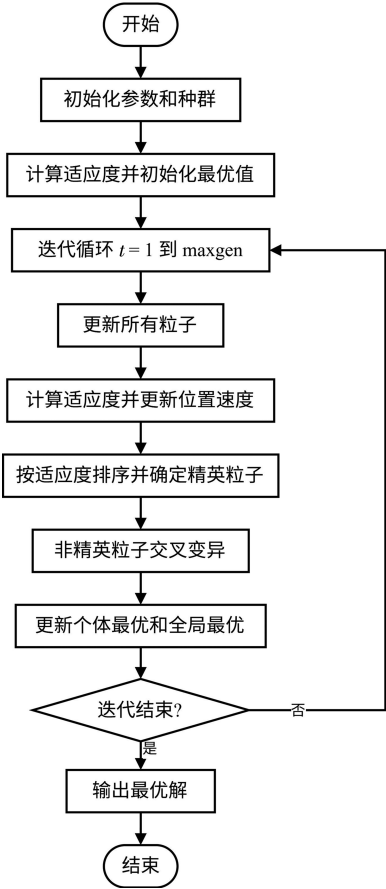 开始
初始化参数和种群
计算适应度并初始化最优值
迭代循环 t = 1 到 maxgen
更新所有粒子
计算适应度并更新位置速度
按适应度排序并确定精英粒子
非精英粒子交叉变异
更新个体最优和全局最优
迭代结束?
否
是
输出最优解
结束